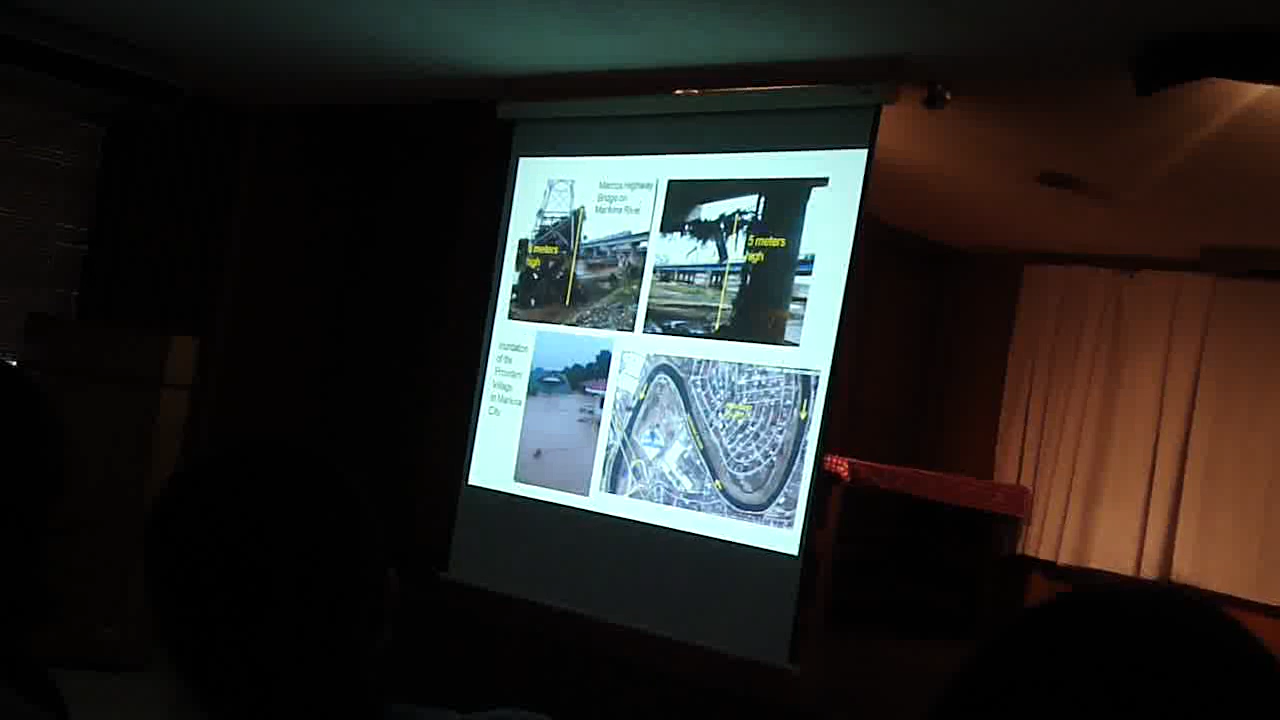 Marcos Highway
Bridge on
Marikina River
meters
high
5 meters
high
Inundation
of the
Provident
Village
in Marikina
City